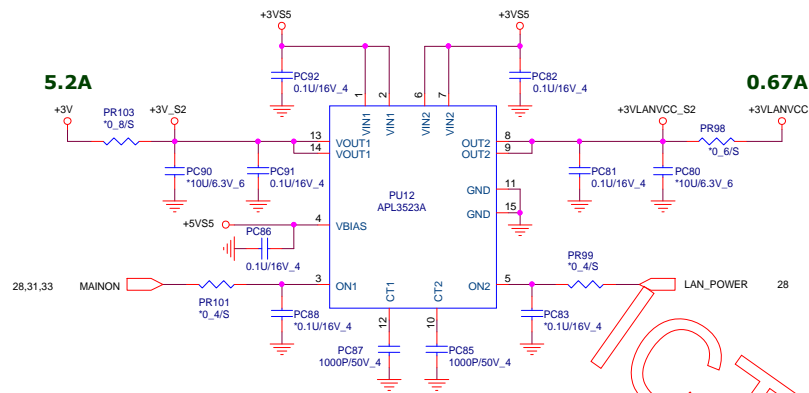 +3VS5
+3VS5
5.2A
0.67A
PC92
0.1U/16V_4
PC82
0.1U/16V_4
+3V
PR103
*0_8/S
+3V_S2
1
2
6
7
VIN1
VIN1
VIN2
VIN2
+3VLANVCC_S2
PR98
*0_6/S
+3VLANVCC
13
14
VOUT1
VOUT1
8
9
OUT2
OUT2
PC90
*10U/6.3V_6
PC91
0.1U/16V_4
PC81
0.1U/16V_4
PC80
*10U/6.3V_6
PU12
APL3523A
GND
11
GND
15
+5VS5
4
VBIAS
PC86
0.1U/16V_4
28,31,33
MAINON
PR101
*0_4/S
3
ON1
CT1
CT2
ON2
5
PR99
*0_4/S
LAN_POWER
28
PC88
*0.1U/16V_4
12
10
PC83
*0.1U/16V_4
PC87
1000P/50V_4
PC85
1000P/50V_4